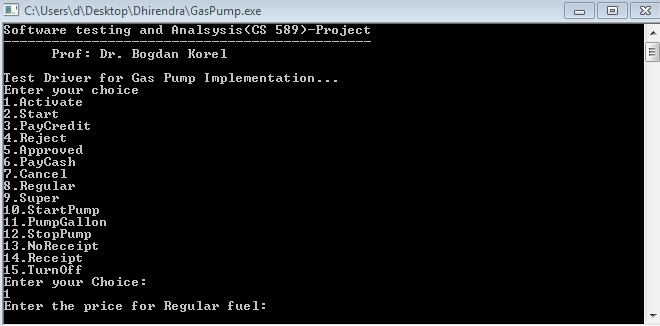 C:\Users\d\Desktop\Dhirendra\GasPump.exe
Software testing and Analsysis(CS 589)-Project
----------------------------------------------
Prof: Dr. Bogdan Korel
Test Driver for Gas Pump Implementation...
Enter your choice
1.Activate
2.Start
3.PayCredit
4.Reject
5.Approved
6.PayCash
7.Cancel
8.Regular
9.Super
10.StartPump
11.PumpGallon
12.StopPump
13.NoReceipt
14.Receipt
15.TurnOff
Enter your Choice:
1
Enter the price for Regular fuel: